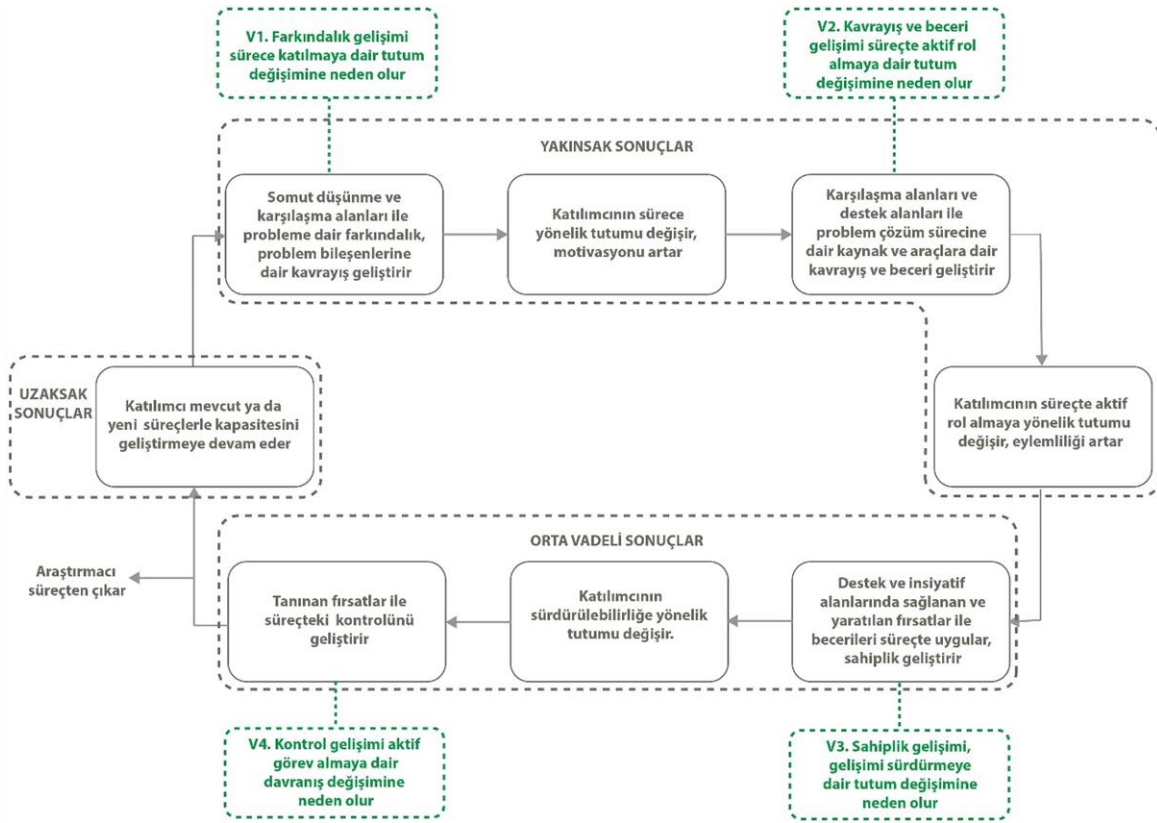 V1. Farkındalık gelişimi
sürece katılmaya dair tutum
değişimine neden olur
V2. Kavrayış ve beceri
gelişimi süreçte aktif rol
almaya dair tutum
değişimine neden olur
YAKINSAK SONUÇLAR
Somut düşünme ve
karşılaşma alanları ile
probleme dair farkındalık,
problem bileşenlerine
dair kavrayış geliştirir
Katılımcının sürece
yönelik tutumu değişir,
motivasyonu artar
Karşılaşma alanları ve
destek alanları ile
problem çözüm sürecine
dair kaynak ve araçlara dair
kavrayış ve beceri geliştirir
UZAKSAK
SONUÇLAR
Katılımcı mevcut ya da
yeni süreçlerle kapasitesini
geliştirmeye devam eder
Katılımcının süreçte aktif
rol almaya yönelik tutumu
değişir, eylemliliği artar
ORTA VADELİ SONUÇLAR
Araştırmacı
süreçten çıkar
Tanınan fırsatlar ile
süreçteki kontrolünü
geliştirir
Katılımcının
sürdürülebilirliğe yönelik
tutumu değişir.
Destek ve insiyatif
alanlarında sağlanan ve
yaratılan fırsatlar ile
becerileri süreçte uygular,
sahiplik geliştirir
V4. Kontrol gelişimi aktif
görev almaya dair
davranış değişimine
neden olur
V3. Sahiplik gelişimi,
gelişimi sürdürmeye
dair tutum değişimine
neden olur